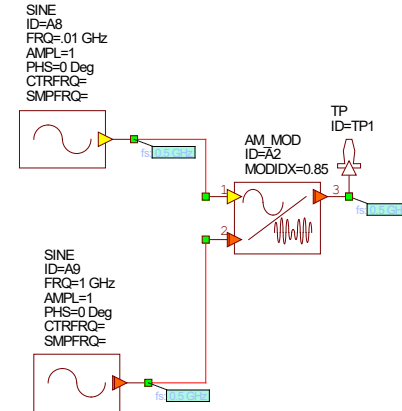 SINE
ID=A8
FRQ=.01 GHz
AMPL=1
PHS=0 Deg
CTRFRQ=
SMPFRQ=
fs: 0.5 GHz
TP
ID=TP1
AM_MOD
ID=A2
MODIDX=0.85
1
2
3
fs: 0.5 GHz
SINE
ID=A9
FRQ=1 GHz
AMPL=1
PHS=0 Deg
CTRFRQ=
SMPFRQ=
fs: 0.5 GHz